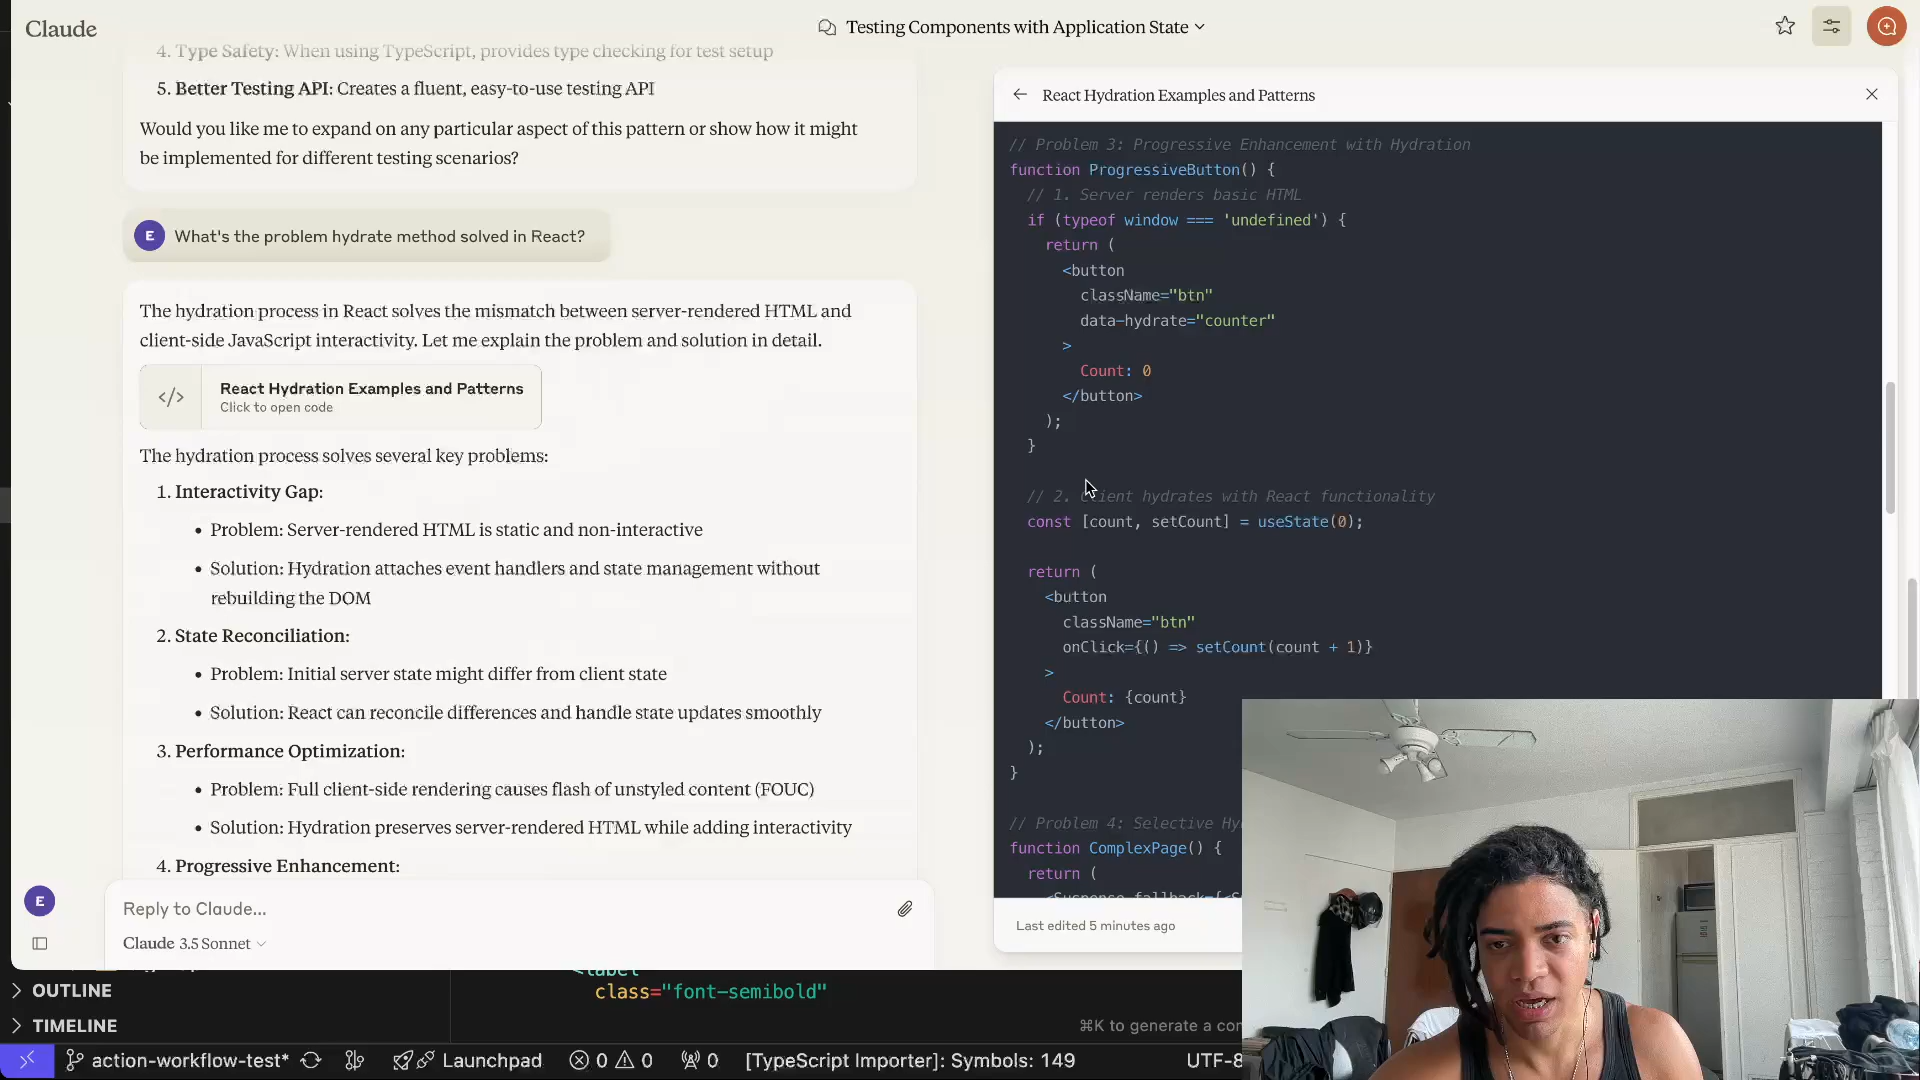 Claude
Testing Components with Application State
4. Type Safety: When using TypeScript, provides type checking for test setup
5. Better Testing API: Creates a fluent, easy-to-use testing API
Would you like me to expand on any particular aspect of this pattern or show how it might
be implemented for different testing scenarios?
E What's the problem hydrate method solved in React?
The hydration process in React solves the mismatch between server-rendered HTML and
client-side JavaScript interactivity. Let me explain the problem and solution in detail.
</> React Hydration Examples and Patterns
Click to open code
The hydration process solves several key problems:
1. Interactivity Gap:
• Problem: Server-rendered HTML is static and non-interactive
• Solution: Hydration attaches event handlers and state management without
rebuilding the DOM
2. State Reconciliation:
• Problem: Initial server state might differ from client state
• Solution: React can reconcile differences and handle state updates smoothly
3. Performance Optimization:
• Problem: Full client-side rendering causes flash of unstyled content (FOUC)
• Solution: Hydration preserves server-rendered HTML while adding interactivity
4. Progressive Enhancement:
E
Reply to Claude...
Claude 3.5 Sonnet
React Hydration Examples and Patterns
// Problem 3: Progressive Enhancement with Hydration
function ProgressiveButton() {
// 1. Server renders basic HTML
if (typeof window === 'undefined') {
return (
<button
className="btn"
data-hydrate="counter"
>
Count: 0
</button>
);
}
// 2. Client hydrates with React functionality
const [count, setCount] = useState(0);
return (
<button
className="btn"
onClick={() => setCount(count + 1)}
>
Count: {count}
</button>
);
}
// Problem 4: Selective Hy
function ComplexPage() {
return (
<Suspense fallback={<S
Last edited 5 minutes ago
<label
class="font-semibold"
OUTLINE
TIMELINE
⌘K to generate a co
action-workflow-test*
Launchpad
0 0
0
[TypeScript Importer]: Symbols: 149
UTF-8